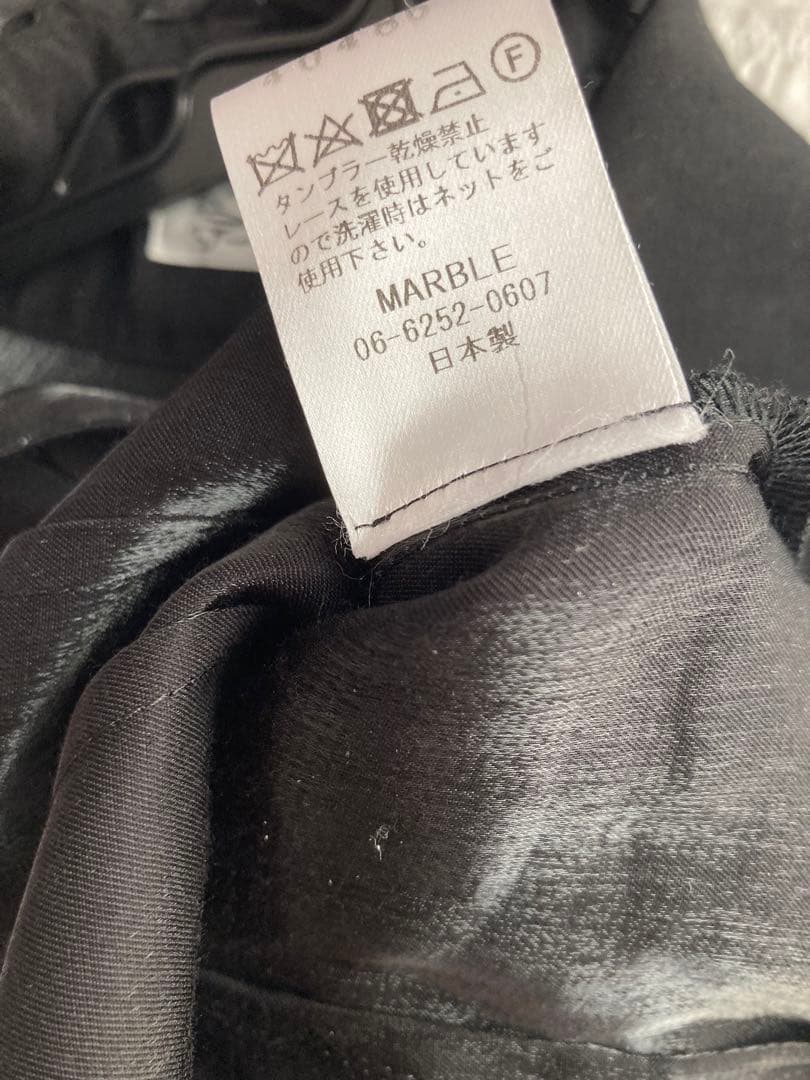 F
タンブラー乾燥禁止
レースを使用しています
ので洗濯時はネットをご
使用下さい。
MARBLE
06-6252-0607
日本製